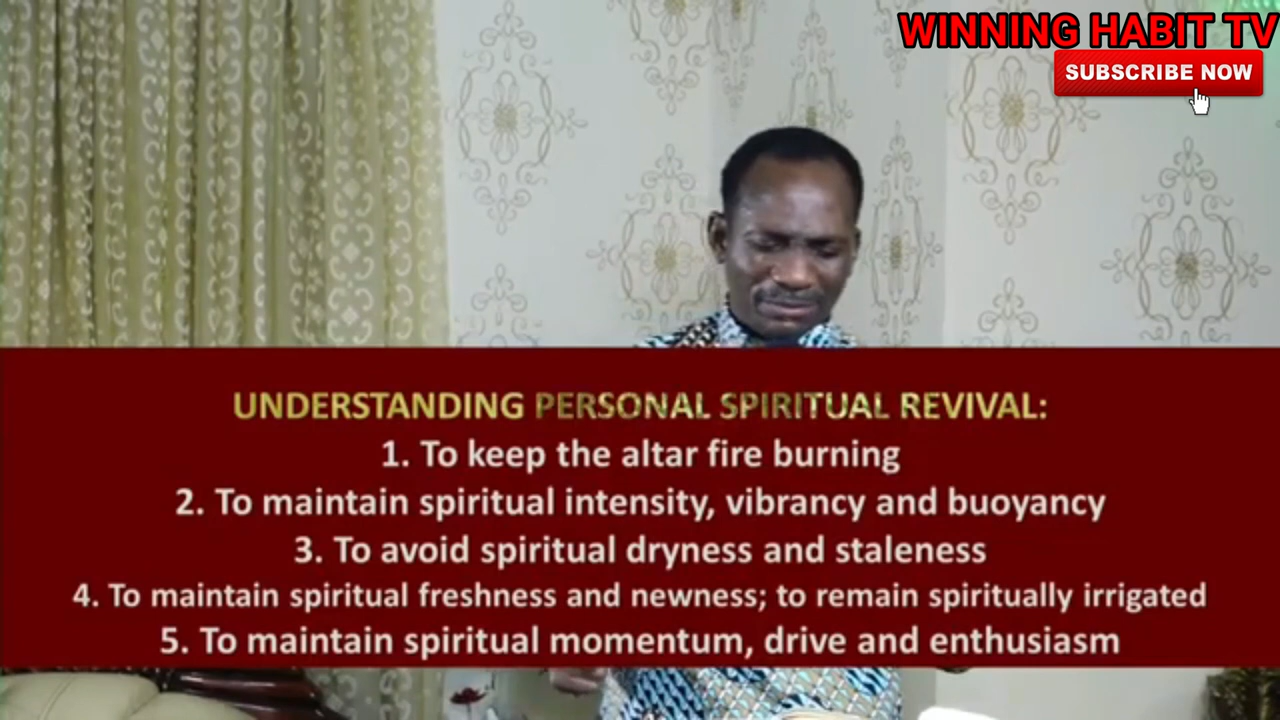 WINNING HABIT TV
SUBSCRIBE NOW
UNDERSTANDING PERSONAL SPIRITUAL REVIVAL:
1. To keep the altar fire burning
2. To maintain spiritual intensity, vibrancy and buoyancy
3. To avoid spiritual dryness and staleness
4. To maintain spiritual freshness and newness; to remain spiritually irrigated
5. To maintain spiritual momentum, drive and enthusiasm